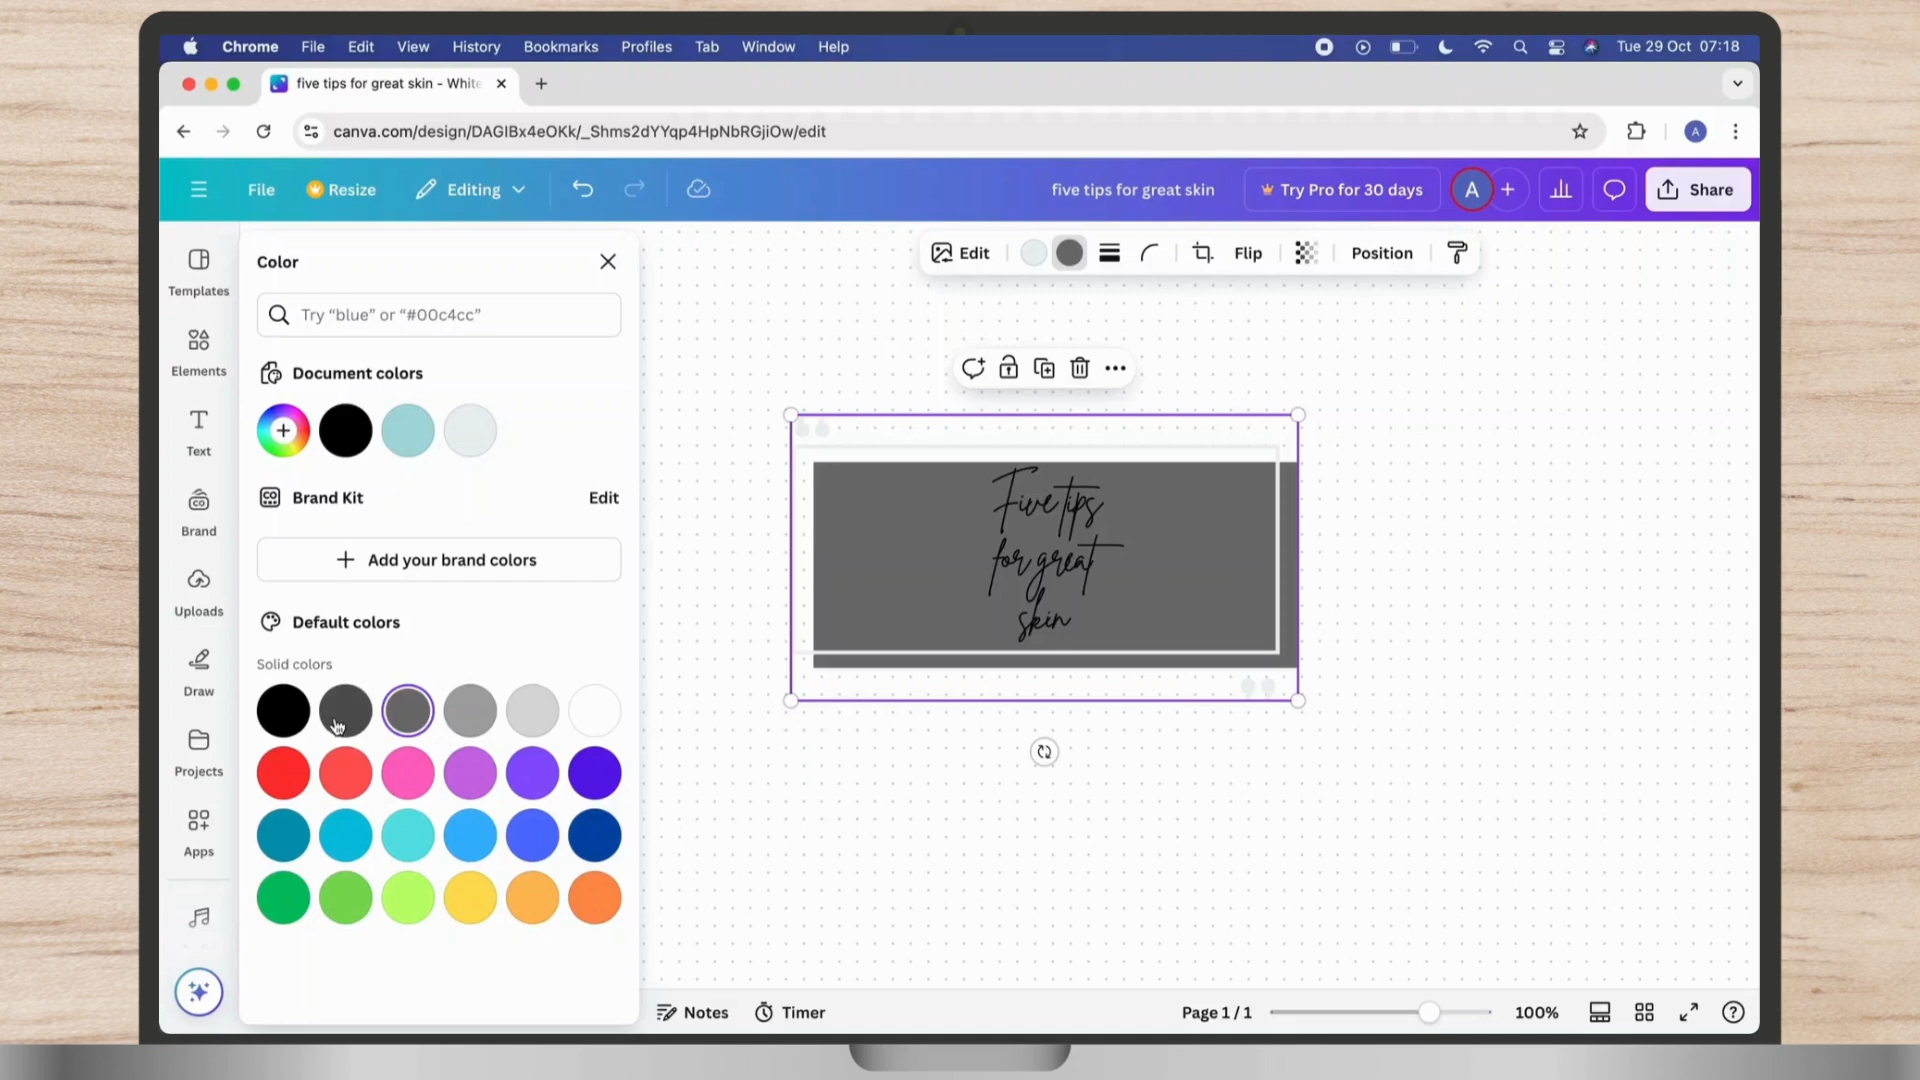 Chrome File Edit View History Bookmarks Profiles Tab Window Help Tue 29 Oct 07:18
five tips for great skin - White
canva.com/design/DAGIBx4eOKk/_Shms2dYYqp4HpNbRGjiOw/edit
A
File Resize Editing five tips for great skin Try Pro for 30 days A Share
Templates
Elements
Text
Brand
Uploads
Draw
Projects
Apps
Color
Try “blue” or “#00c4cc”
Document colors
Brand Kit Edit
Add your brand colors
Default colors
Solid colors
Edit Flip Position
Five tips
for great
skin
Notes Timer Page 1 / 1 100%